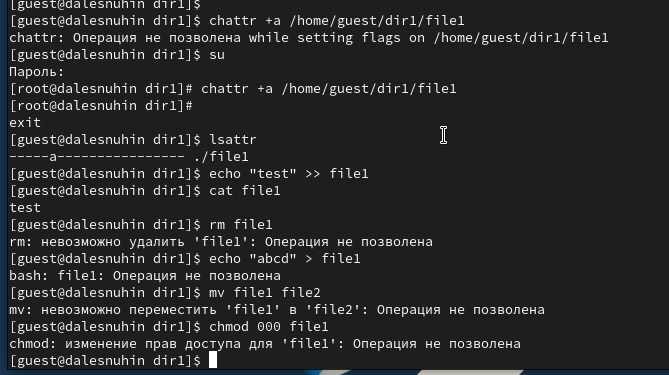 [guest@dalesnuhin dir1]$
[guest@dalesnuhin dir1]$ chattr +a /home/guest/dir1/file1
chattr: Операция не позволена while setting flags on /home/guest/dir1/file1
[guest@dalesnuhin dir1]$ su
Пароль:
[root@dalesnuhin dir1]# chattr +a /home/guest/dir1/file1
[root@dalesnuhin dir1]#
exit
[guest@dalesnuhin dir1]$ lsattr
-----a---------------- ./file1
[guest@dalesnuhin dir1]$ echo "test" >> file1
[guest@dalesnuhin dir1]$ cat file1
test
[guest@dalesnuhin dir1]$ rm file1
rm: невозможно удалить 'file1': Операция не позволена
[guest@dalesnuhin dir1]$ echo "abcd" > file1
bash: file1: Операция не позволена
[guest@dalesnuhin dir1]$ mv file1 file2
mv: невозможно переместить 'file1' в 'file2': Операция не позволена
[guest@dalesnuhin dir1]$ chmod 000 file1
chmod: изменение прав доступа для 'file1': Операция не позволена
[guest@dalesnuhin dir1]$